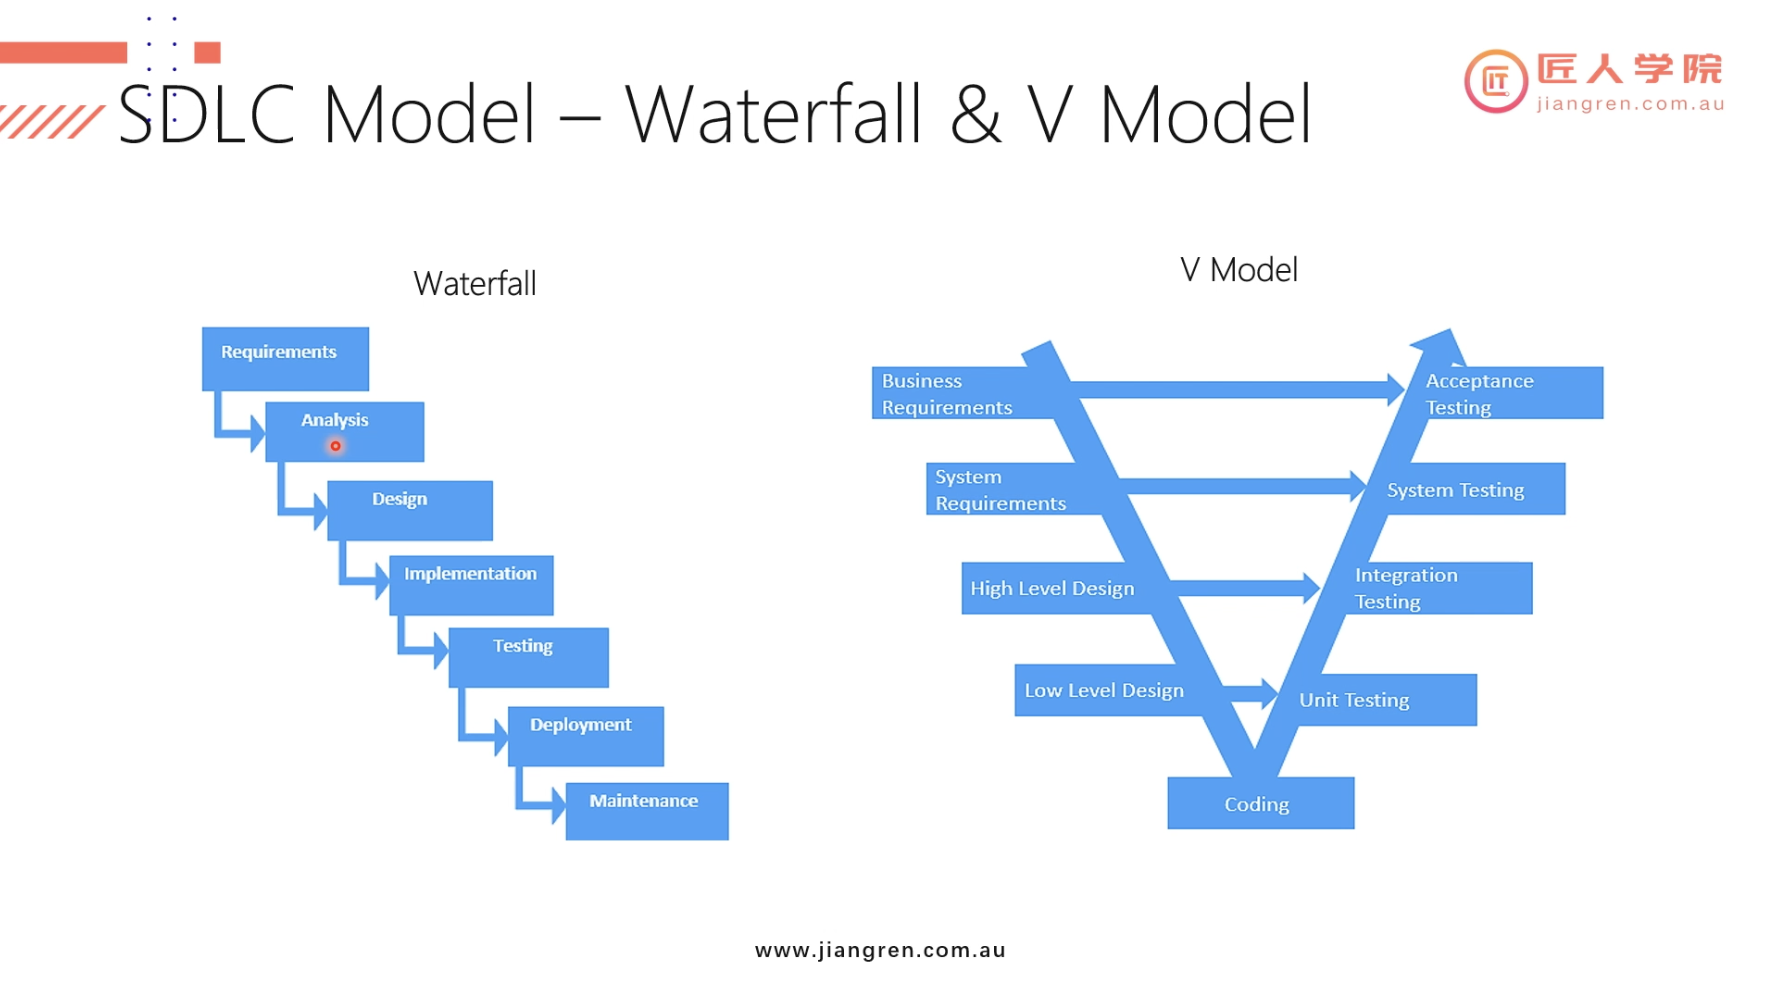 SDLC Model – Waterfall & V Model
匠人学院
jiangren.com.au
Waterfall
Requirements
Analysis
Design
Implementation
Testing
Deployment
Maintenance
V Model
Business
Requirements
System
Requirements
High Level Design
Low Level Design
Coding
Acceptance
Testing
System Testing
Integration
Testing
Unit Testing
www.jiangren.com.au